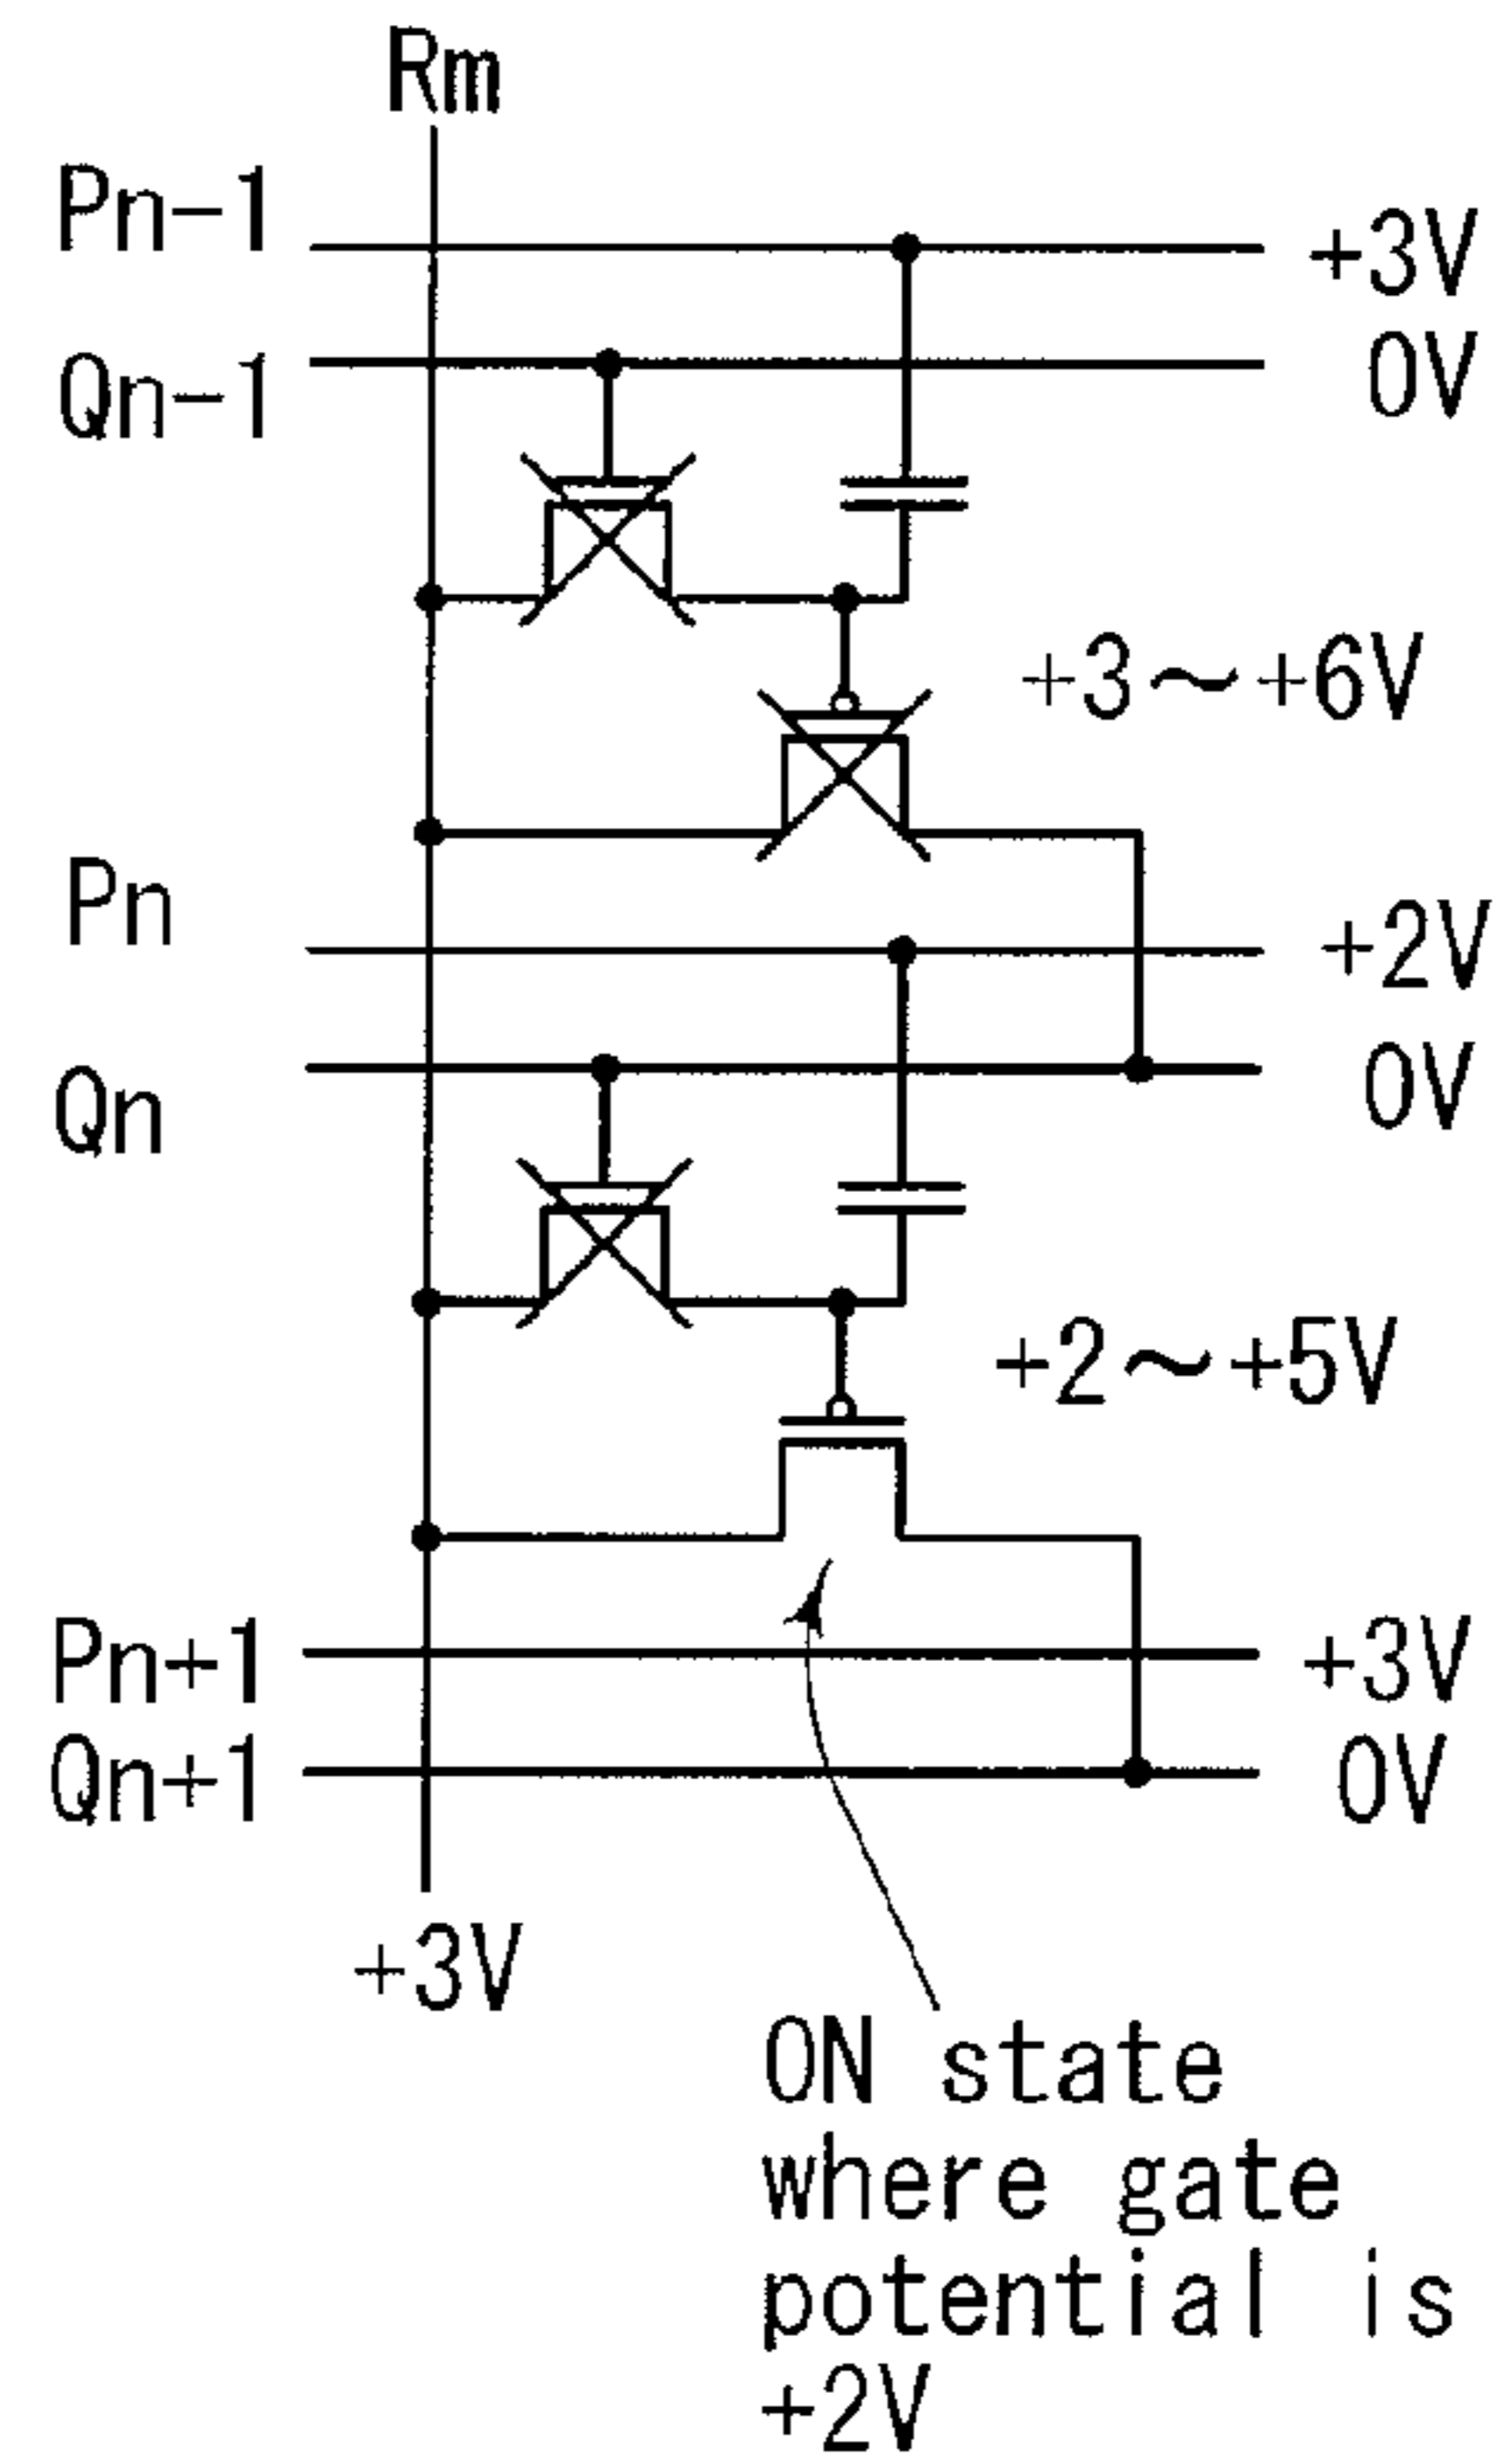 Rm
Pn-1
+3V
Qn-1
0V
+3~+6V
Pn
+2V
Qn
0V
+2~+5V
Pn+1
+3V
Qn+1
0V
+3V
ON state
where gate
potential is
+2V